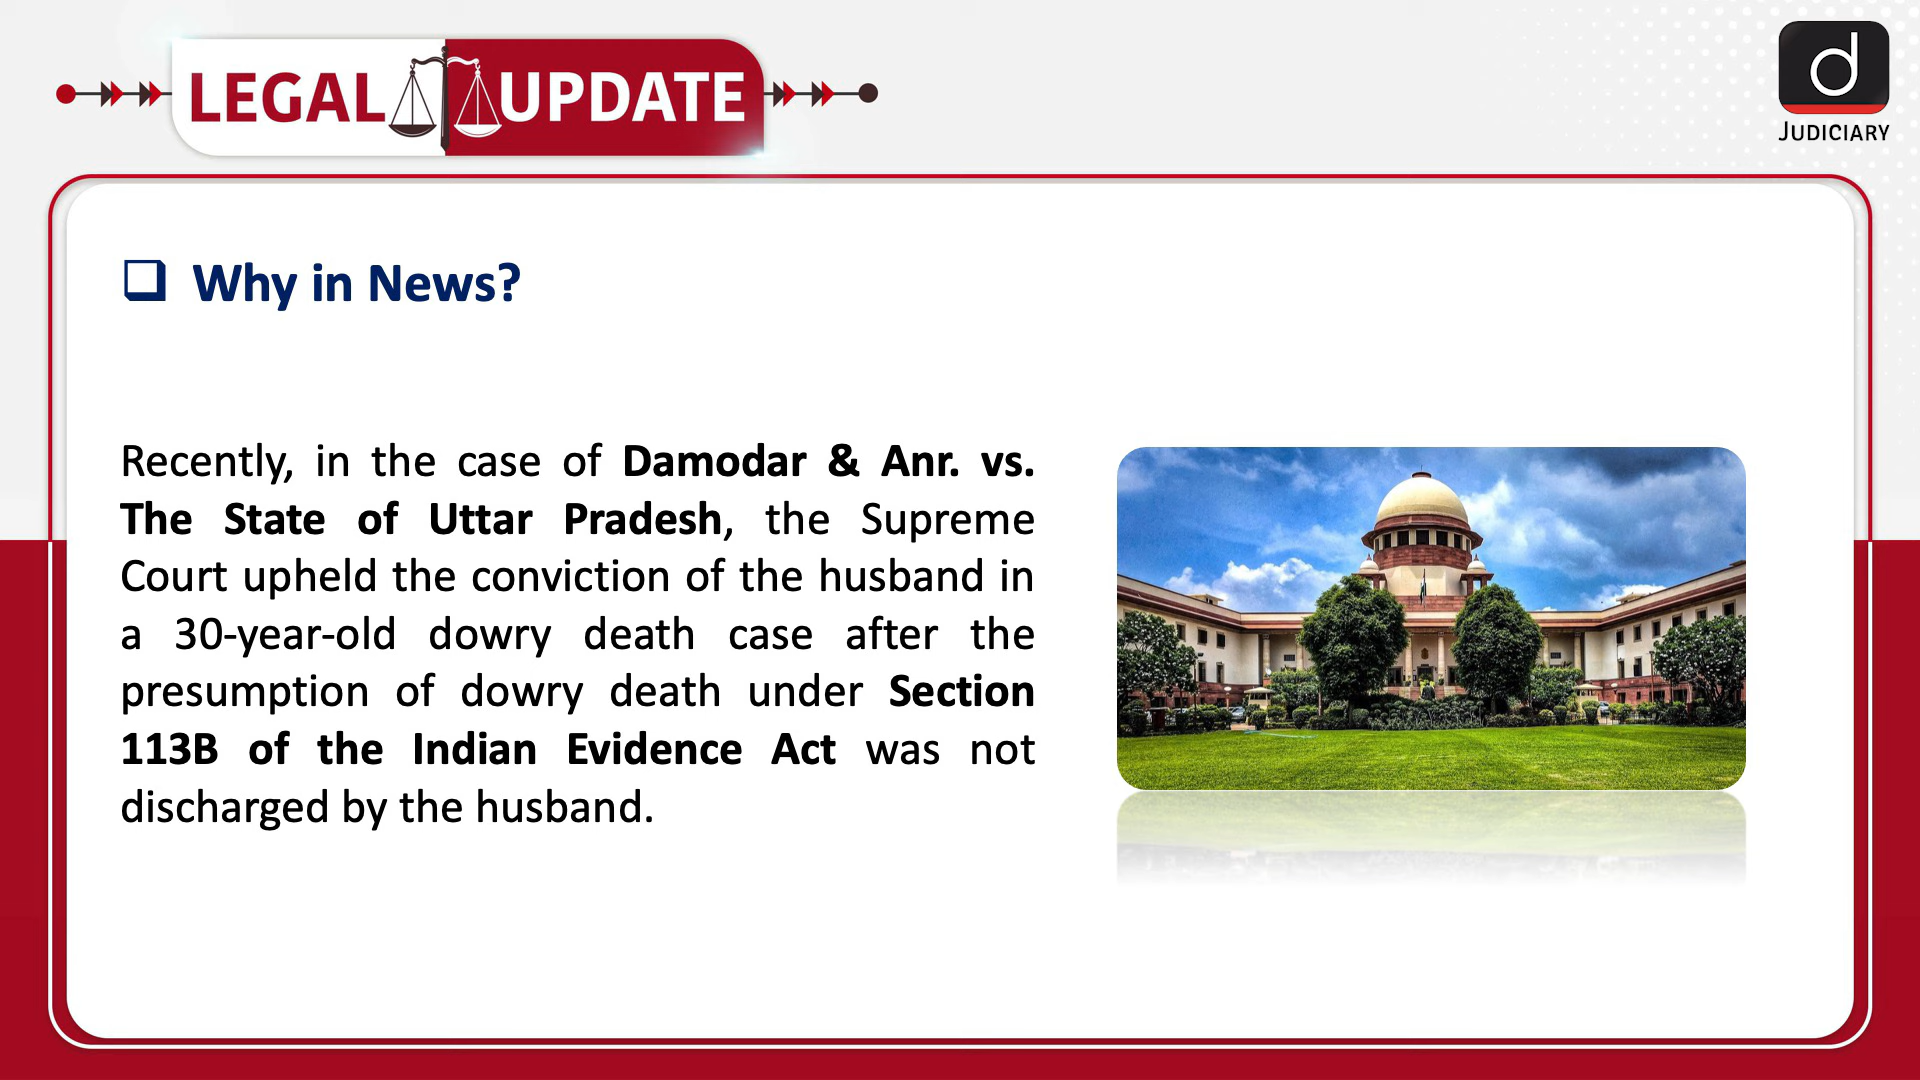 LEGAL UPDATE
d
JUDICIARY
❑ Why in News?
Recently, in the case of Damodar & Anr. vs.
The State of Uttar Pradesh, the Supreme
Court upheld the conviction of the husband in
a 30-year-old dowry death case after the
presumption of dowry death under Section
113B of the Indian Evidence Act was not
discharged by the husband.